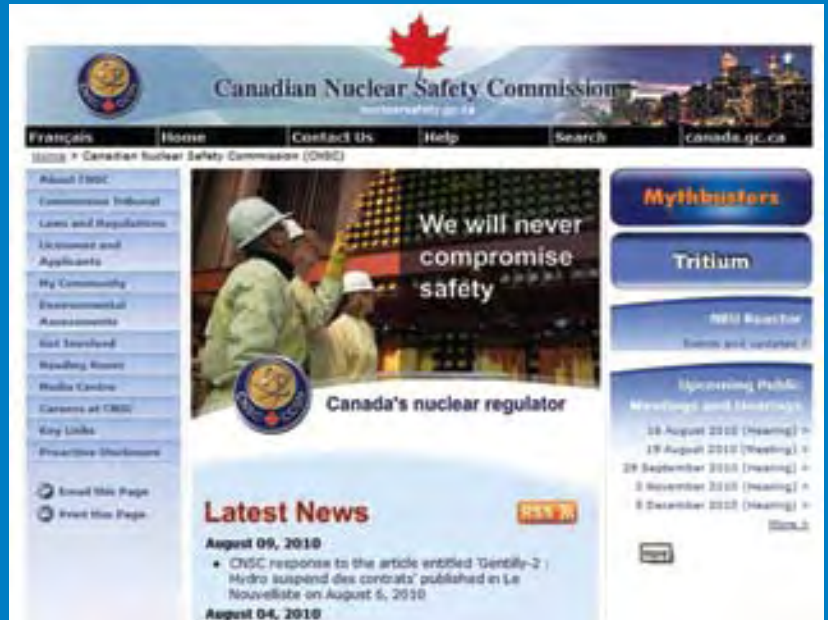 Canadian Nuclear Safety Commission
nuclearsafety.gc.ca
Français Home Contact Us Help Search canada.gc.ca
Home > Canadian Nuclear Safety Commission (CNSC)
About CNSC
Commission Tribunal
Laws and Regulations
Licensees and
Applicants
My Community
Environmental
Assessments
Get Involved
Reading Room
Media Centre
Careers at CNSC
Key Links
Proactive Disclosure
Email this Page
Print this Page
We will never
compromise
safety
Canada's nuclear regulator
Latest News
RSS
August 09, 2010
• CNSC response to the article entitled 'Gentilly-2 :
Hydro suspend des contrats' published in Le
Nouvelliste on August 6, 2010
August 04, 2010
Mythbusters
Tritium
NRU Reactor
Events and updates >
Upcoming Public
Meetings and Hearings
18 August 2010 (Hearing) >
19 August 2010 (Meeting) >
29 September 2010 (Hearing) >
3 November 2010 (Hearing) >
8 December 2010 (Hearing) >
More >